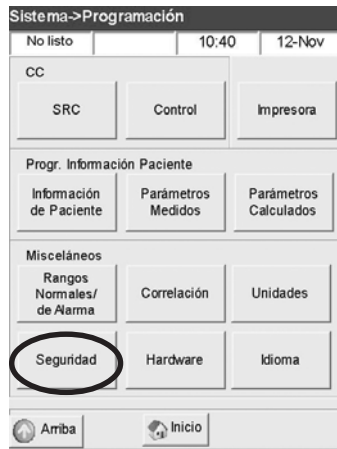 Sistema->Programación
No listo 10:40 12-Nov
CC
SRC Control Impresora
Progr. Información Paciente
Información de Paciente
Parámetros Medidos
Parámetros Calculados
Misceláneos
Rangos Normales/ de Alarma
Correlación
Unidades
Seguridad Hardware Idioma
Arriba Inicio